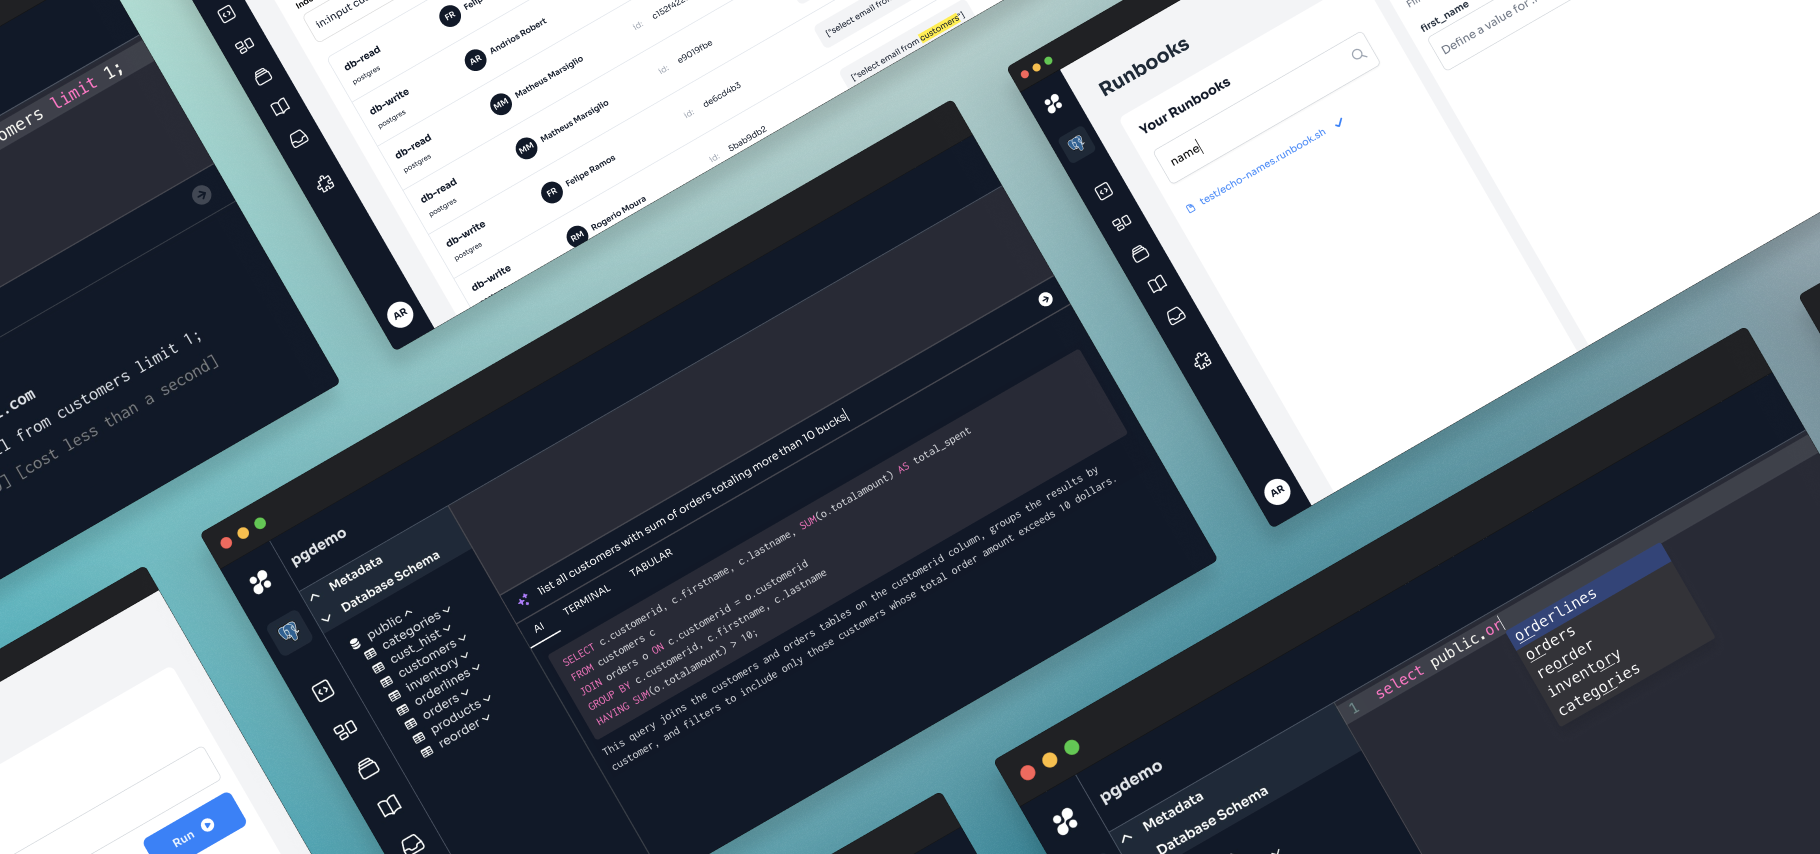 omers limit 1;
.com
l from customers limit 1;
] [cost less than a second]
in:input
db-read
postgres
FR
db-write
postgres
AR Andrios Robert
Id:
db-read
postgres
MM Matheus Marsiglio
Id: e9019fbe
["select email from
db-read
postgres
MM Matheus Marsiglio
Id: de6cd4b3
["select email from customers"]
db-write
postgres
FR Felipe Ramos
Id: 5bab9db2
db-write
RM Rogerio Moura
AR
Runbooks
Your Runbooks
name
test/echo-names.runbook.sh
AR
first_name
Define a value for
pgdemo
Metadata
Database Schema
public
categories
cust_hist
customers
inventory
orderlines
orders
products
reorder
list all customers with sum of orders totaling more than 10 bucks
AI
TERMINAL
TABULAR
SELECT c.customerid, c.firstname, c.lastname, SUM(o.totalamount) AS total_spent
FROM customers c
JOIN orders o ON c.customerid = o.customerid
GROUP BY c.customerid, c.firstname, c.lastname
HAVING SUM(o.totalamount) > 10;
This query joins the customers and orders tables on the customerid column, groups the results by
customer, and filters to include only those customers whose total order amount exceeds 10 dollars.
Run
pgdemo
Metadata
Database Schema
1 select public.or
orderlines
orders
reorder
inventory
categories